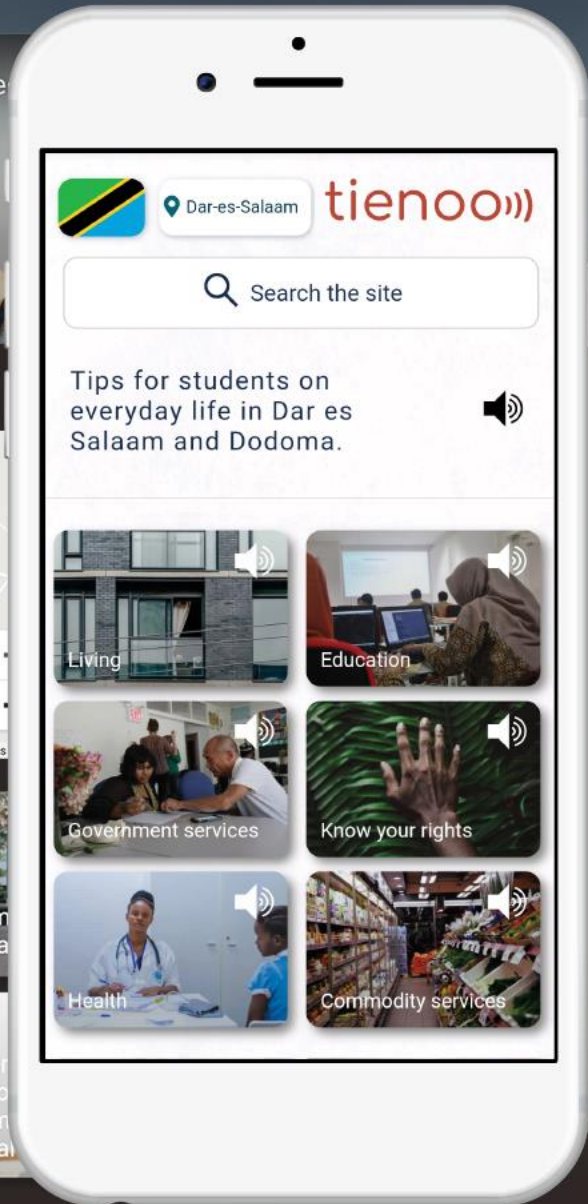 Dar-es-Salaam
tienoo
Search the site
Tips for students on
everyday life in Dar es
Salaam and Dodoma.
Living
Education
Government services
Know your rights
Health
Commodity services